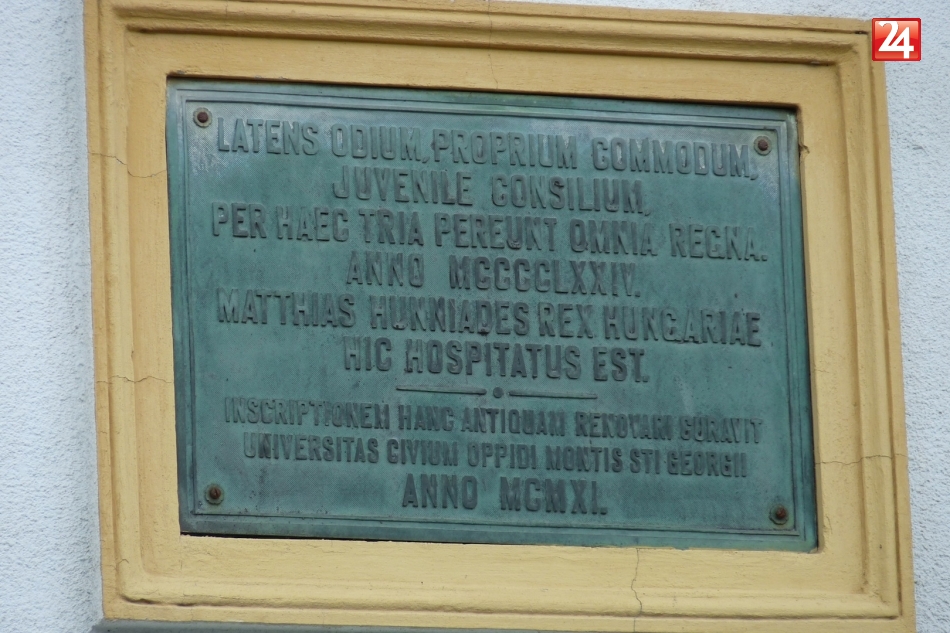 24
LATENS ODIUM, PROPRIUM COMMODUM,
JUVENILE CONSILIUM,
PER HAEC TRIA PEREUNT OMNIA REGNA.
ANNO MCCCCLXXIV.
MATTHIAS HUNNIADES REX HUNGARIAE
HIC HOSPITATUS EST.
INSCRIPTIONEM HANC ANTIQUAM RENOVARI CURAVIT
UNIVERSITAS CIVIUM OPPIDI MONTIS STI GEORGII
ANNO MCMXI.